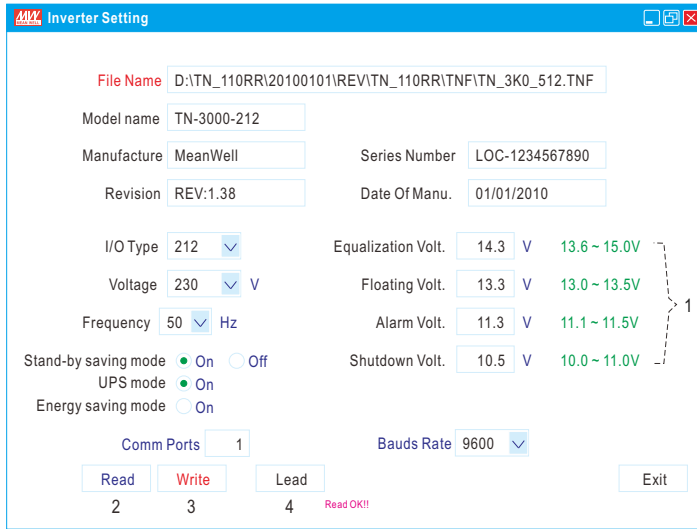 MW MEAN WELL Inverter Setting
File Name D:\TN_110RR\20100101\REV\TN_110RR\TNF\TN_3K0_512.TNF
Model name TN-3000-212
Manufacture MeanWell Series Number LOC-1234567890
Revision REV:1.38 Date Of Manu. 01/01/2010
I/O Type 212 Equalization Volt. 14.3 V 13.6 ~ 15.0V
Voltage 230 V Floating Volt. 13.3 V 13.0 ~ 13.5V
1
Frequency 50 Hz Alarm Volt. 11.3 V 11.1 ~ 11.5V
Stand-by saving mode On Off Shutdown Volt. 10.5 V 10.0 ~ 11.0V
UPS mode On
Energy saving mode On
Comm Ports 1 Bauds Rate 9600
Read Write Lead Exit
2 3 4 Read OK!!